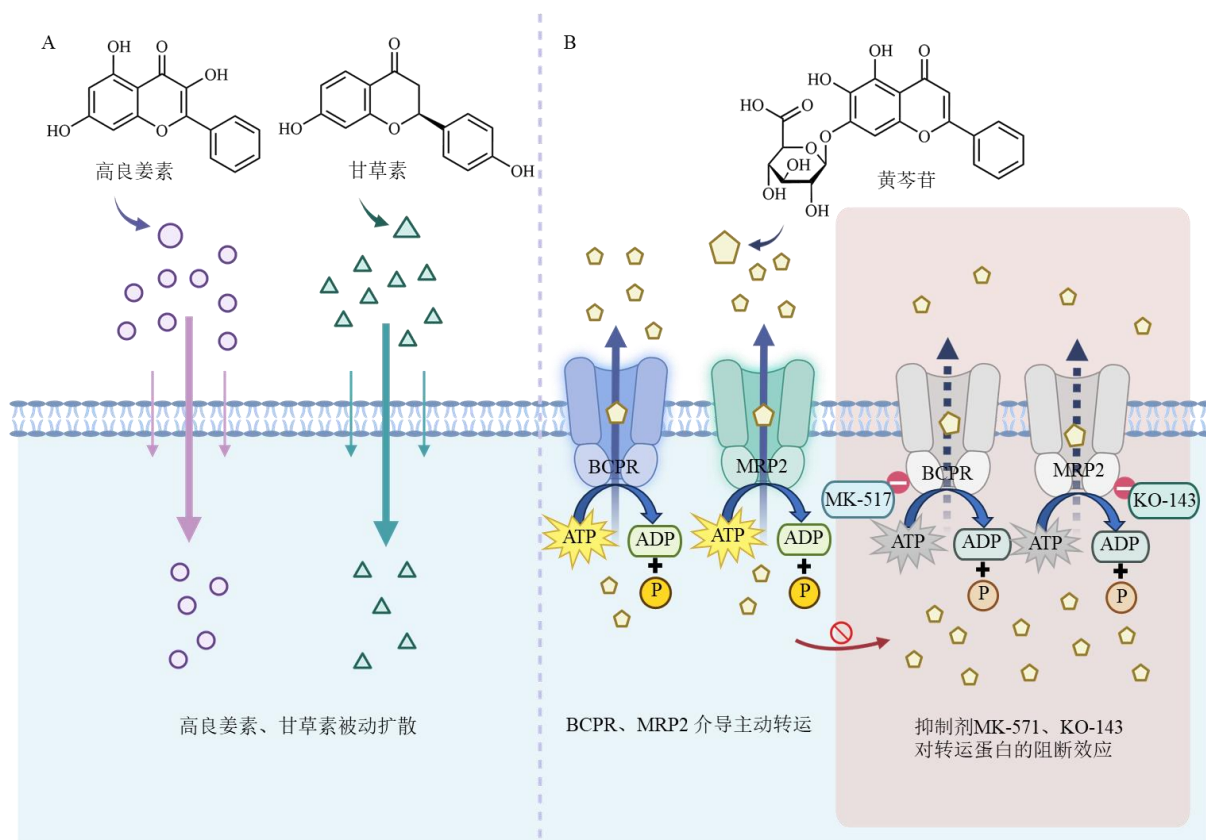 A
OH
O
OH
HO
O
高良姜素
O
HO
O
OH
甘草素
高良姜素、甘草素被动扩散
B
OH
O
HO
HO
O
O
O
O
HO
OH
OH
OH
黄芩苷
BCPR
MRP2
ATP
ADP
+
P
ATP
ADP
+
P
BCPR、MRP2 介导主动转运
BCPR
MRP2
MK-517
KO-143
ATP
ADP
+
P
ATP
ADP
+
P
抑制剂MK-571、KO-143
对转运蛋白的阻断效应